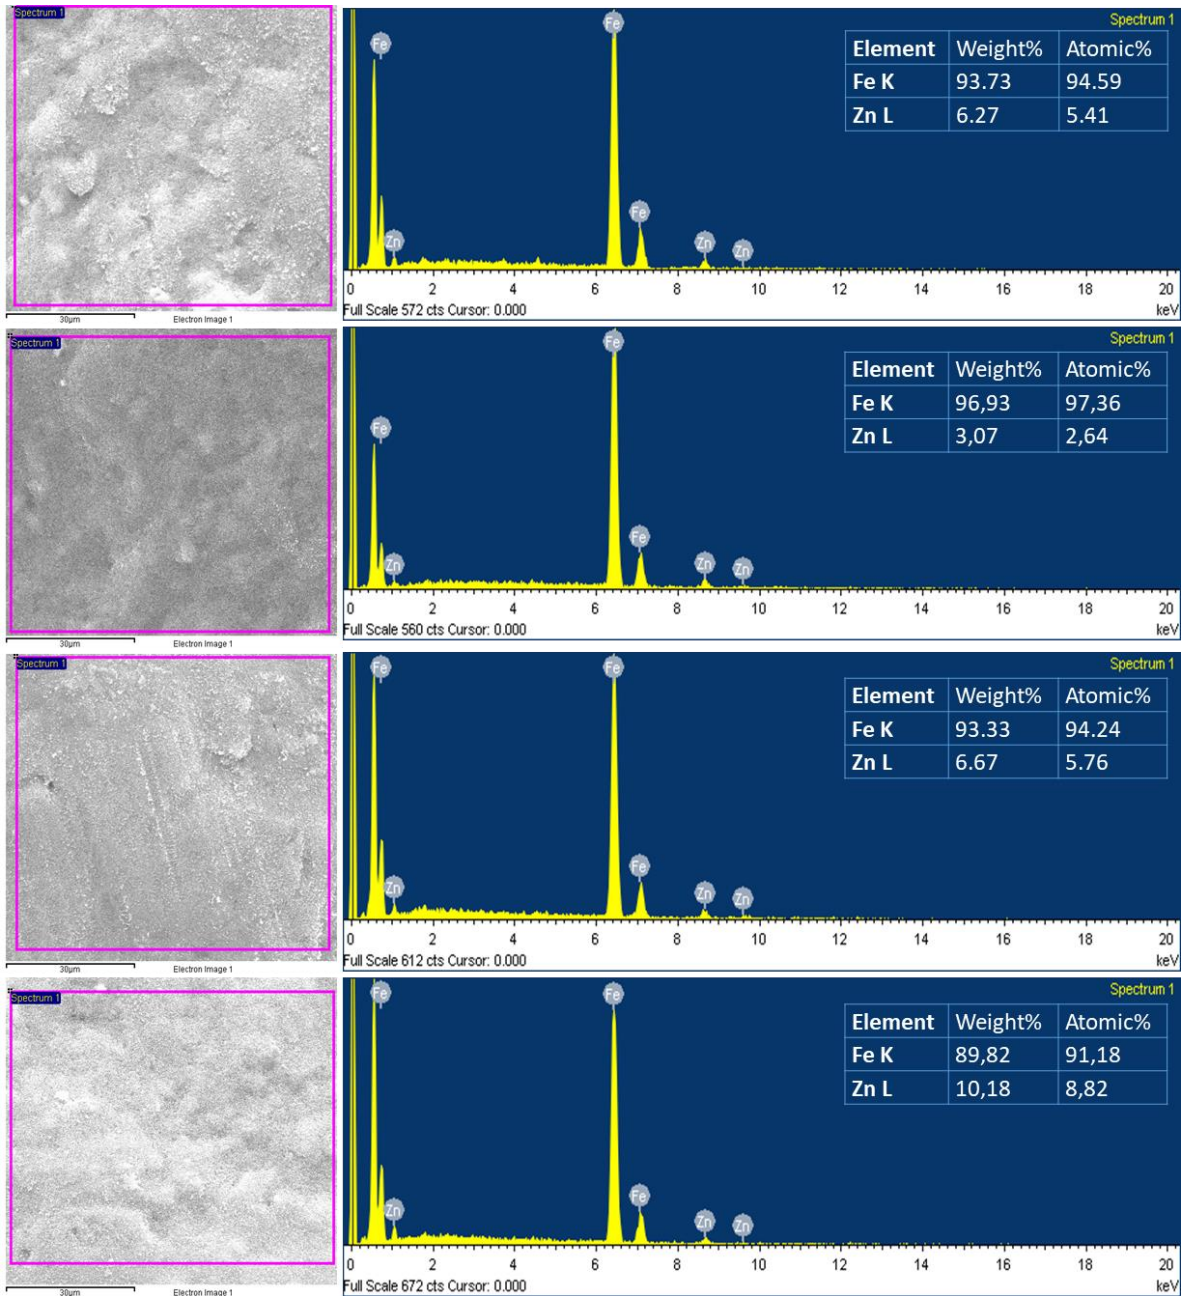 Spectrum 1
30µm Electron Image 1
Spectrum 1
Element Weight% Atomic%
Fe K 93.73 94.59
Zn L 6.27 5.41
Fe Fe Fe Zn Zn Zn
0 2 4 6 8 10 12 14 16 18 20
Full Scale 572 cts Cursor: 0.000 keV
Spectrum 1
30µm Electron Image 1
Spectrum 1
Element Weight% Atomic%
Fe K 96,93 97,36
Zn L 3,07 2,64
Fe Fe Fe Zn Zn Zn
0 2 4 6 8 10 12 14 16 18 20
Full Scale 560 cts Cursor: 0.000 keV
Spectrum 1
30µm Electron Image 1
Spectrum 1
Element Weight% Atomic%
Fe K 93.33 94.24
Zn L 6.67 5.76
Fe Fe Fe Zn Zn Zn
0 2 4 6 8 10 12 14 16 18 20
Full Scale 612 cts Cursor: 0.000 keV
Spectrum 1
30µm Electron Image 1
Spectrum 1
Element Weight% Atomic%
Fe K 89,82 91,18
Zn L 10,18 8,82
Fe Fe Fe Zn Zn Zn
0 2 4 6 8 10 12 14 16 18 20
Full Scale 672 cts Cursor: 0.000 keV